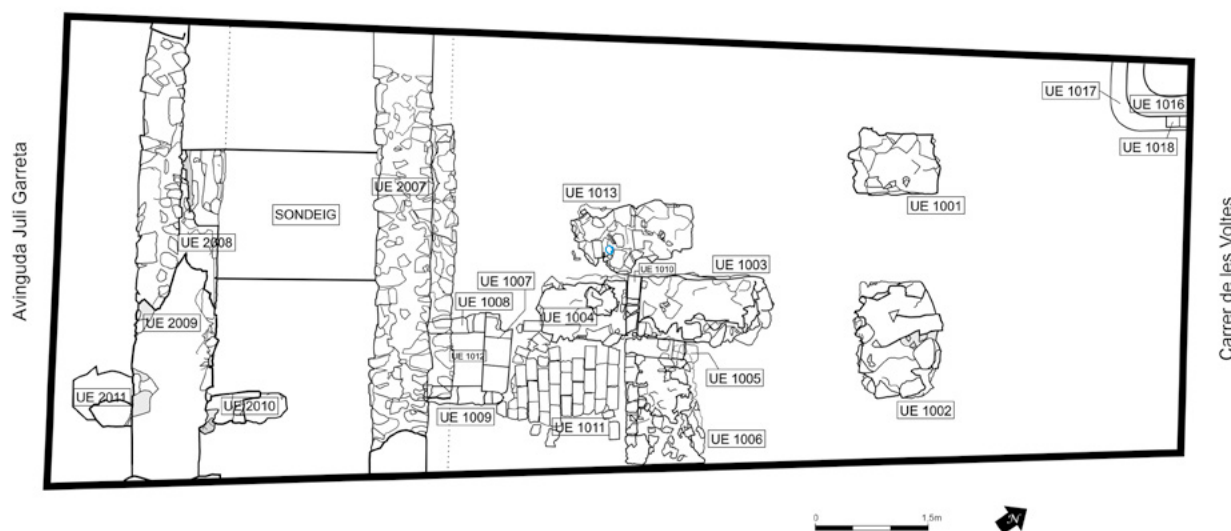 Avinguda Juli Garreta
UE 1017
UE 1016
UE 1018
UE 2007
UE 1013
UE 1001
SONDEIG
UE 2008
UE 1010
UE 1003
UE 1007
UE 1008
UE 1004
UE 2009
UE 1012
UE 1005
UE 2011
UE 2010
UE 1009
UE 1011
UE 1002
UE 1006
Carrer de les Voltes
0 1,5m
N